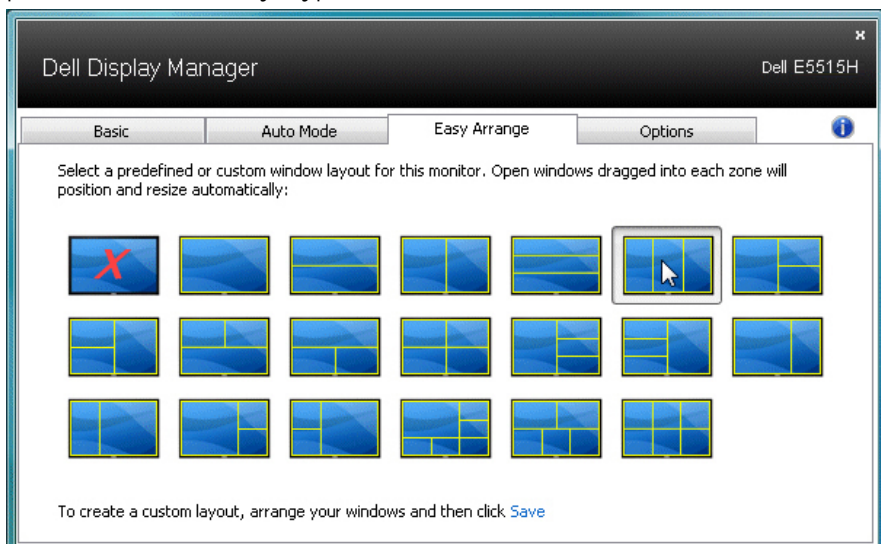 x
Dell Display Manager
Dell E5515H
Basic
Auto Mode
Easy Arrange
Options
Select a predefined or custom window layout for this monitor. Open windows dragged into each zone will
position and resize automatically:
X
To create a custom layout, arrange your windows and then click Save